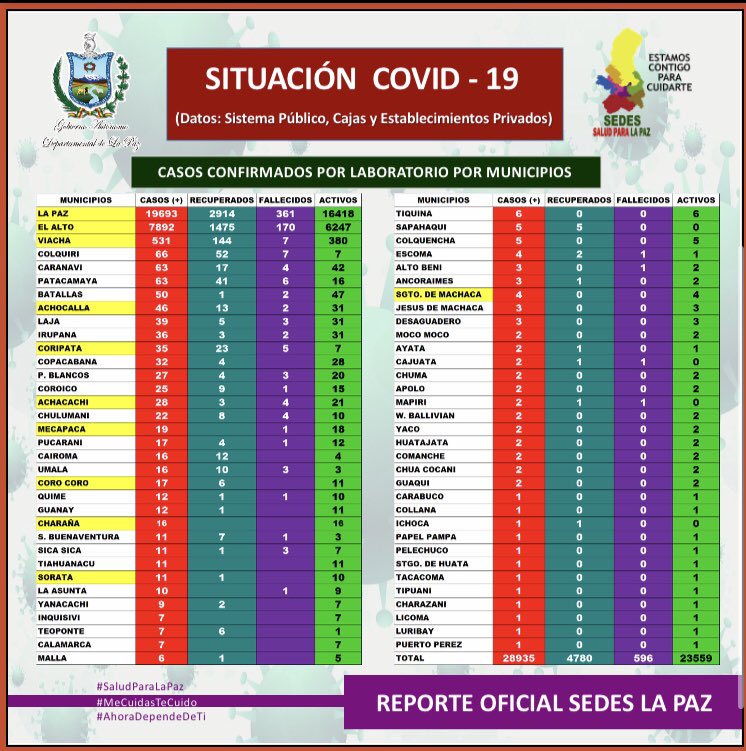 Gobierno Autónomo
Departamental de La Paz
SITUACIÓN COVID - 19
(Datos: Sistema Público, Cajas y Establecimientos Privados)
ESTAMOS
CONTIGO
PARA
CUIDARTE
SEDES
SALUD PARA LA PAZ
CASOS CONFIRMADOS POR LABORATORIO POR MUNICIPIOS
MUNICIPIOS CASOS (+) RECUPERADOS FALLECIDOS ACTIVOS
LA PAZ 19693 2914 361 16418
EL ALTO 7892 1475 170 6247
VIACHA 531 144 7 380
COLQUIRI 66 52 7 7
CARANAVI 63 17 4 42
PATACAMAYA 63 41 6 16
BATALLAS 50 1 2 47
ACHOCALLA 46 13 2 31
LAJA 39 5 3 31
IRUPANA 36 3 2 31
CORIPATA 35 23 5 7
COPACABANA 32 4 28
P. BLANCOS 27 4 3 20
COROICO 25 9 1 15
ACHACACHI 28 3 4 21
CHULUMANI 22 8 4 10
MECAPACA 19 1 18
PUCARANI 17 4 1 12
CAIROMA 16 12 4
UMALA 16 10 3 3
CORO CORO 17 6 11
QUIME 12 1 1 10
GUANAY 12 1 11
CHARAÑA 16 16
S. BUENAVENTURA 11 7 1 3
SICA SICA 11 1 3 7
TIAHUANACU 11 11
SORATA 11 1 10
LA ASUNTA 10 1 9
YANACACHI 9 2 7
INQUISIVI 7 7
TEOPONTE 7 6 1
CALAMARCA 7 7
MALLA 6 1 5
MUNICIPIOS CASOS (+) RECUPERADOS FALLECIDOS ACTIVOS
TIQUINA 6 0 0 6
SAPAHAQUI 5 5 0 0
COLQUENCHA 5 0 0 5
ESCOMA 4 2 1 1
ALTO BENI 3 0 1 2
ANCORAIMES 3 1 0 2
SGTO. DE MACHACA 4 0 0 4
JESUS DE MACHACA 3 0 0 3
DESAGUADERO 3 0 0 3
MOCO MOCO 2 0 0 2
AYATA 2 1 0 1
CAJUATA 2 1 1 0
CHUMA 2 0 0 2
APOLO 2 0 0 2
MAPIRI 2 1 1 0
W. BALLIVIAN 2 0 0 2
YACO 2 0 0 2
HUATAJATA 2 0 0 2
COMANCHE 2 0 0 2
CHUA COCANI 2 0 0 2
GUAQUI 2 0 0 2
CARABUCO 1 0 0 1
COLLANA 1 0 0 1
ICHOCA 1 1 0 0
PAPEL PAMPA 1 0 0 1
PELECHUCO 1 0 0 1
STGO. DE HUATA 1 0 0 1
TACACOMA 1 0 0 1
TIPUANI 1 0 0 1
CHARAZANI 1 0 0 1
LICOMA 1 0 0 1
LURIBAY 1 0 0 1
PUERTO PEREZ 1 0 0 1
TOTAL 28935 4780 596 23559
#SaludParaLaPaz
#MeCuidasTeCuido
#AhoraDependeDeTi
REPORTE OFICIAL SEDES LA PAZ